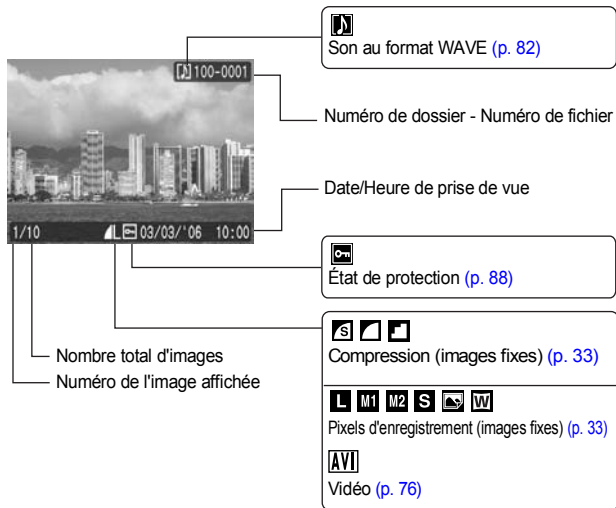 Son au format WAVE (p. 82)
100-0001
Numéro de dossier - Numéro de fichier
Date/Heure de prise de vue
1/10 L 03/03/'06 10:00
État de protection (p. 88)
S
Compression (images fixes) (p. 33)
Nombre total d'images
Numéro de l'image affichée
L M1 M2 S W
Pixels d'enregistrement (images fixes) (p. 33)
AVI
Vidéo (p. 76)